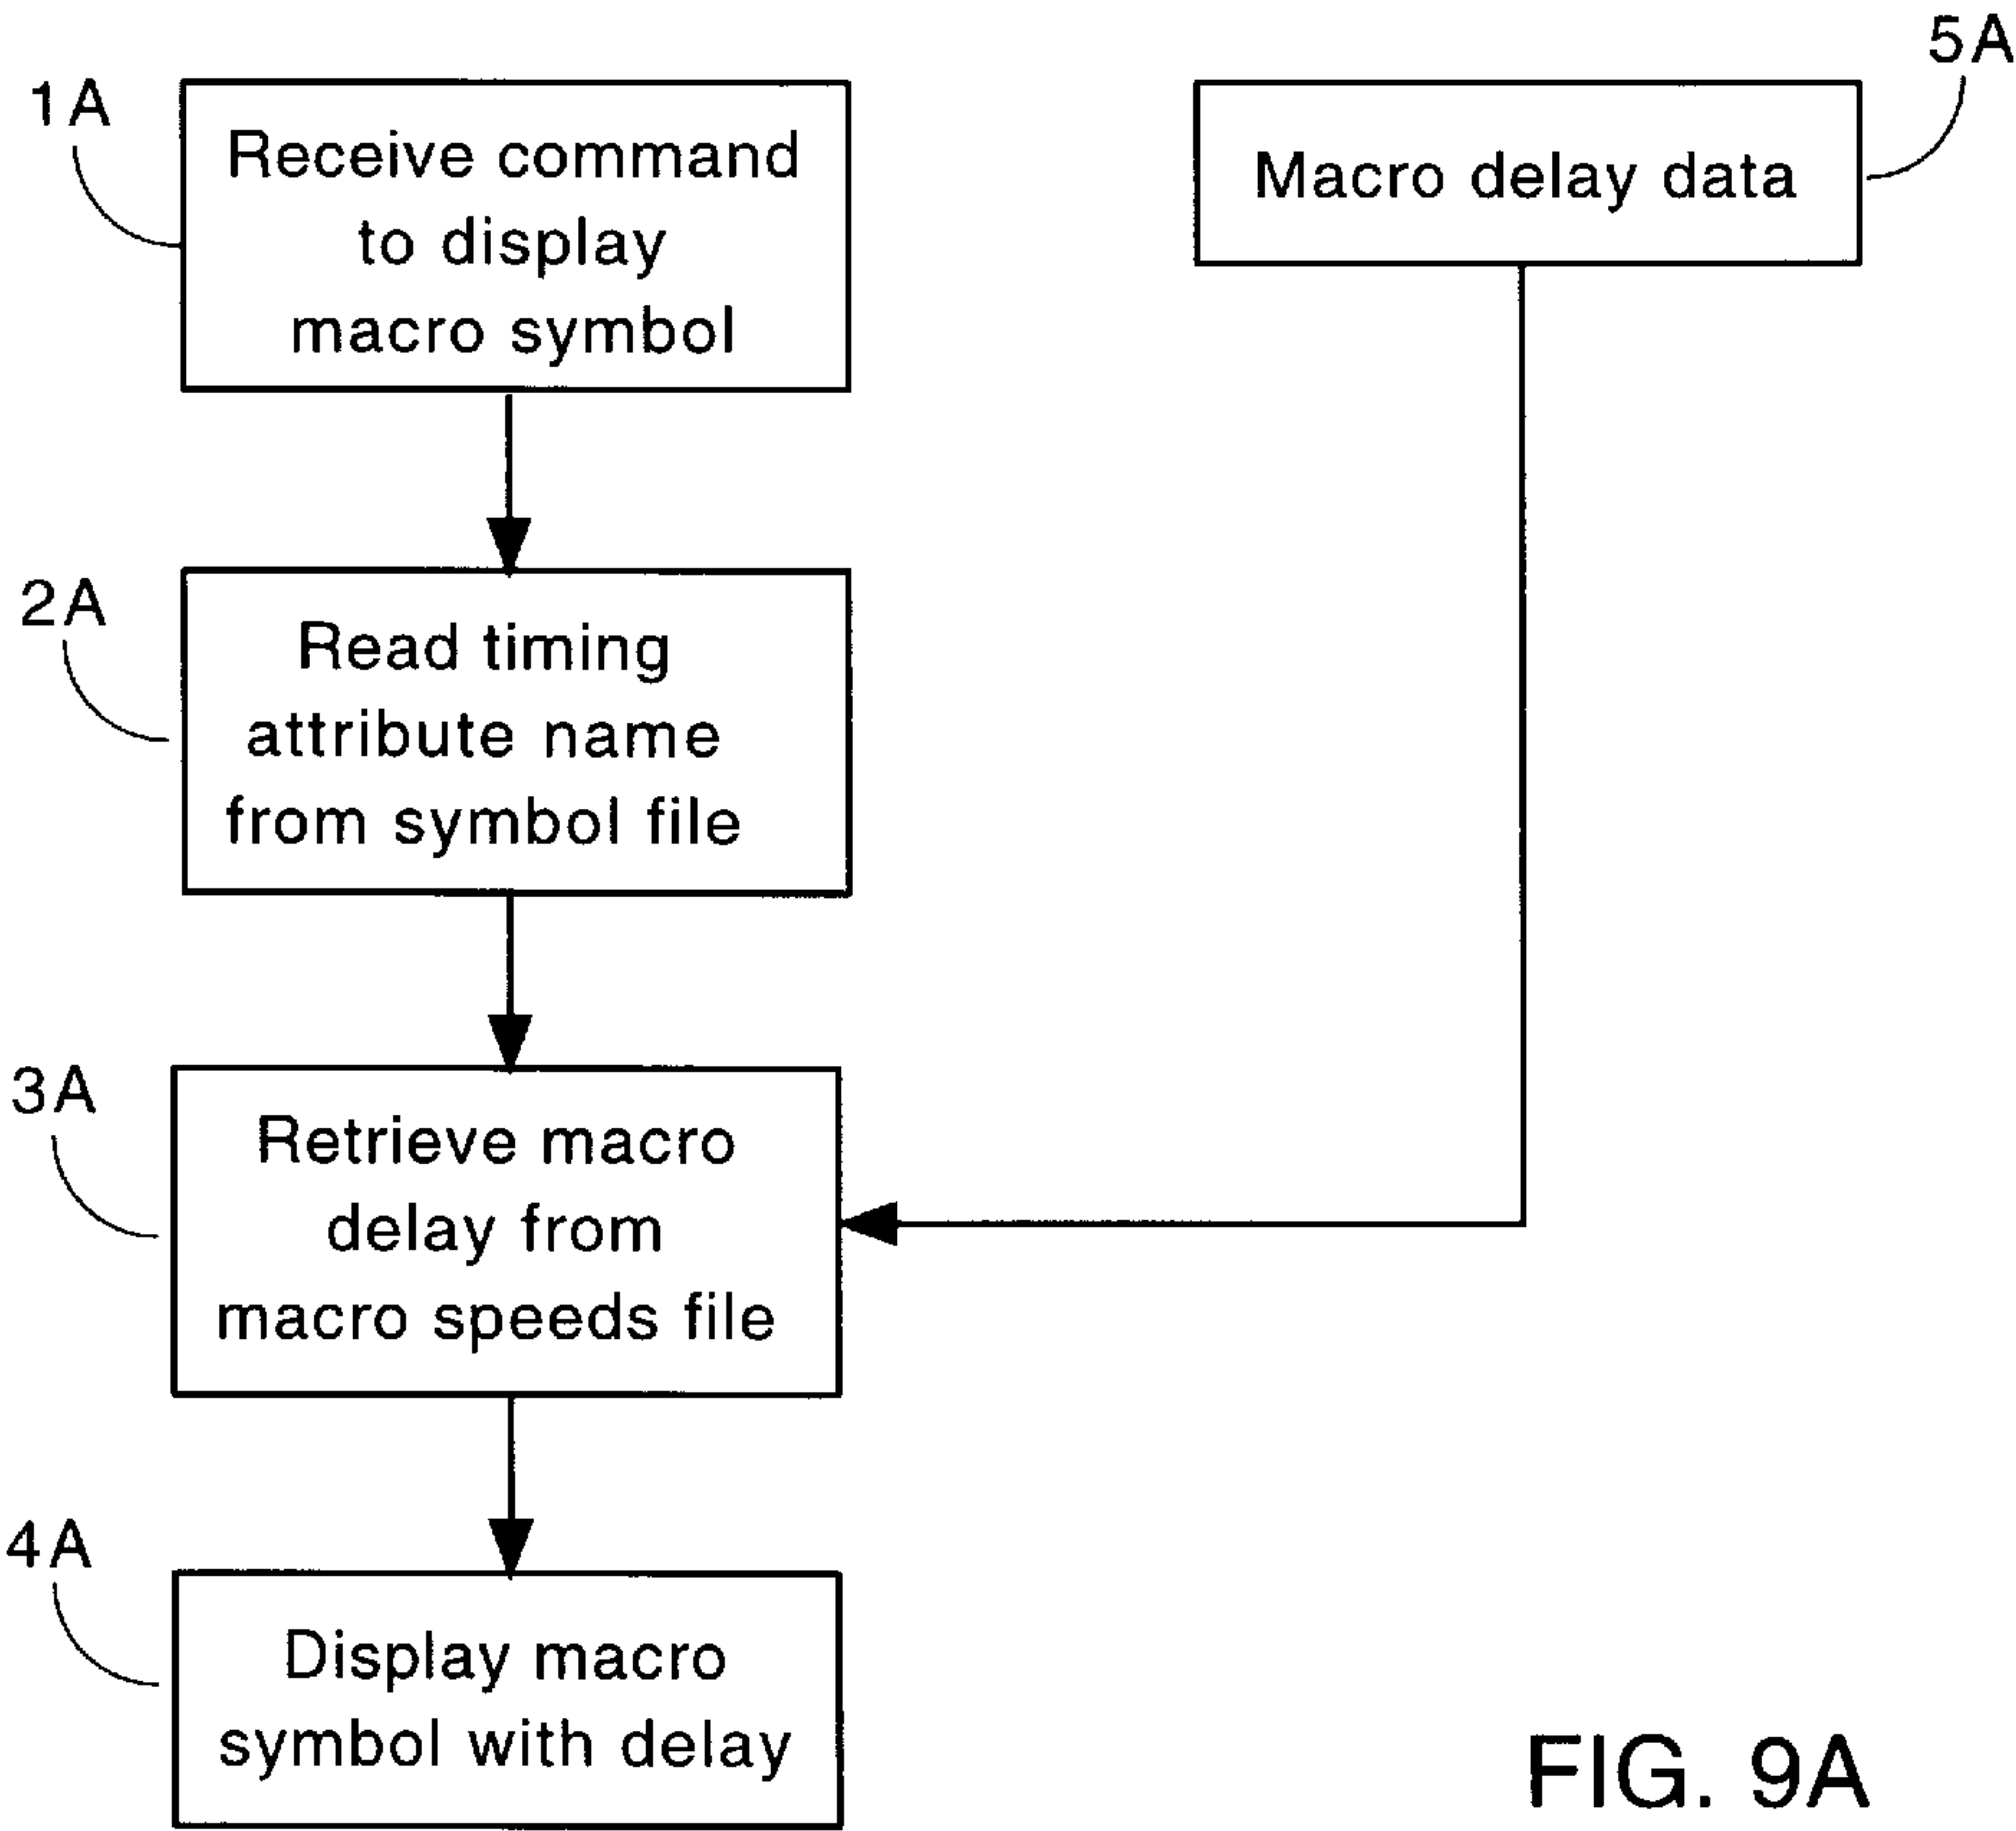 1A
Receive command
to display
macro symbol
5A
Macro delay data
2A
Read timing
attribute name
from symbol file
3A
Retrieve macro
delay from
macro speeds file
4A
Display macro
symbol with delay
FIG. 9A